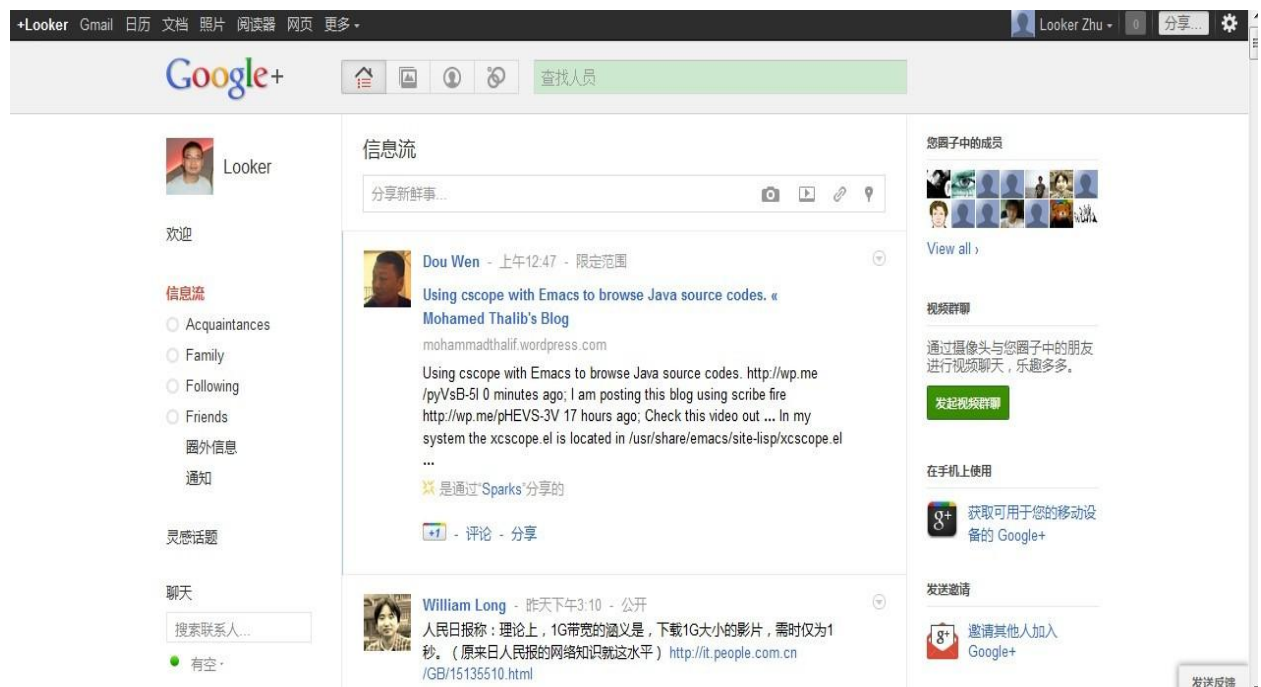 +Looker Gmail 日历 文档 照片 阅读器 网页 更多
Looker Zhu 0 分享...
Google+
查找人员
Looker
欢迎
信息流
Acquaintances
Family
Following
Friends
圈外信息
通知
灵感话题
聊天
搜索联系人...
有空
信息流
分享新鲜事...
Dou Wen - 上午12:47 - 限定范围
Using cscope with Emacs to browse Java source codes. «
Mohamed Thalib's Blog
mohammadthalif.wordpress.com
Using cscope with Emacs to browse Java source codes. http://wp.me
/pyVsB-5I 0 minutes ago; I am posting this blog using scribe fire
http://wp.me/pHEVS-3V 17 hours ago; Check this video out ... In my
system the xcscope.el is located in /usr/share/emacs/site-lisp/xcscope.el
...
是通过“Sparks”分享的
+1 - 评论 - 分享
William Long - 昨天下午3:10 - 公开
人民日报称：理论上，1G带宽的涵义是，下载1G大小的影片，需时仅为1
秒。（原来日人民报的网络知识就这水平） http://it.people.com.cn
/GB/15135510.html
您圈子中的成员
View all ›
视频群聊
通过摄像头与您圈子中的朋友
进行视频聊天，乐趣多多。
发起视频群聊
在手机上使用
g+
获取可用于您的移动设
备的 Google+
发送邀请
g+
邀请其他人加入
Google+
发送反馈